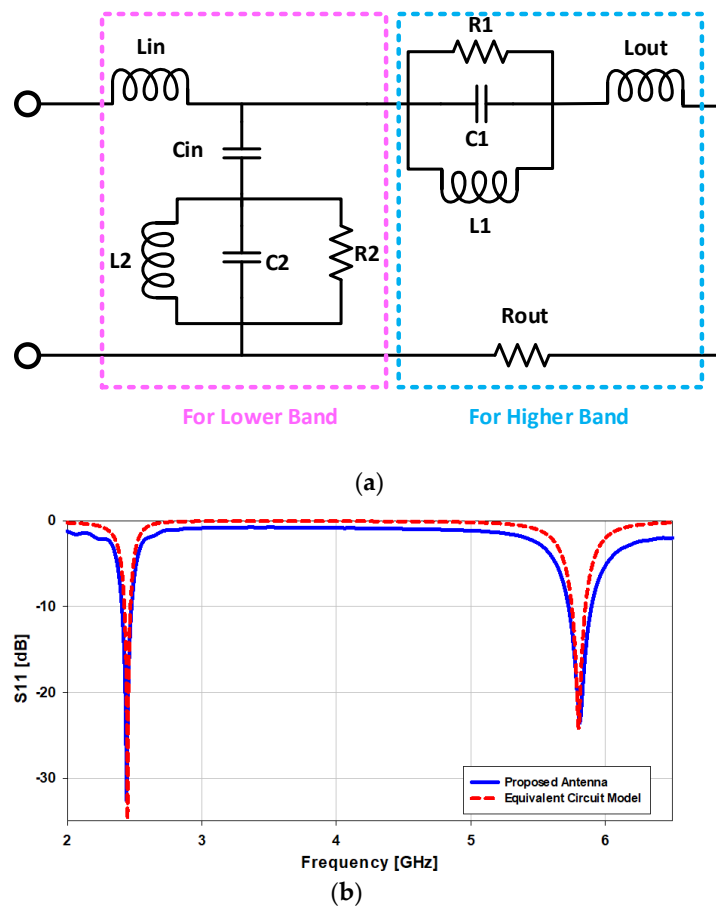 R1
Lin
Lout
Cin
C1
L1
L2
C2
R2
Rout
For Lower Band
For Higher Band
(a)
0
-10
-20
-30
S11 [dB]
Proposed Antenna
Equivalent Circuit Model
2
3
4
5
6
Frequency [GHz]
(b)